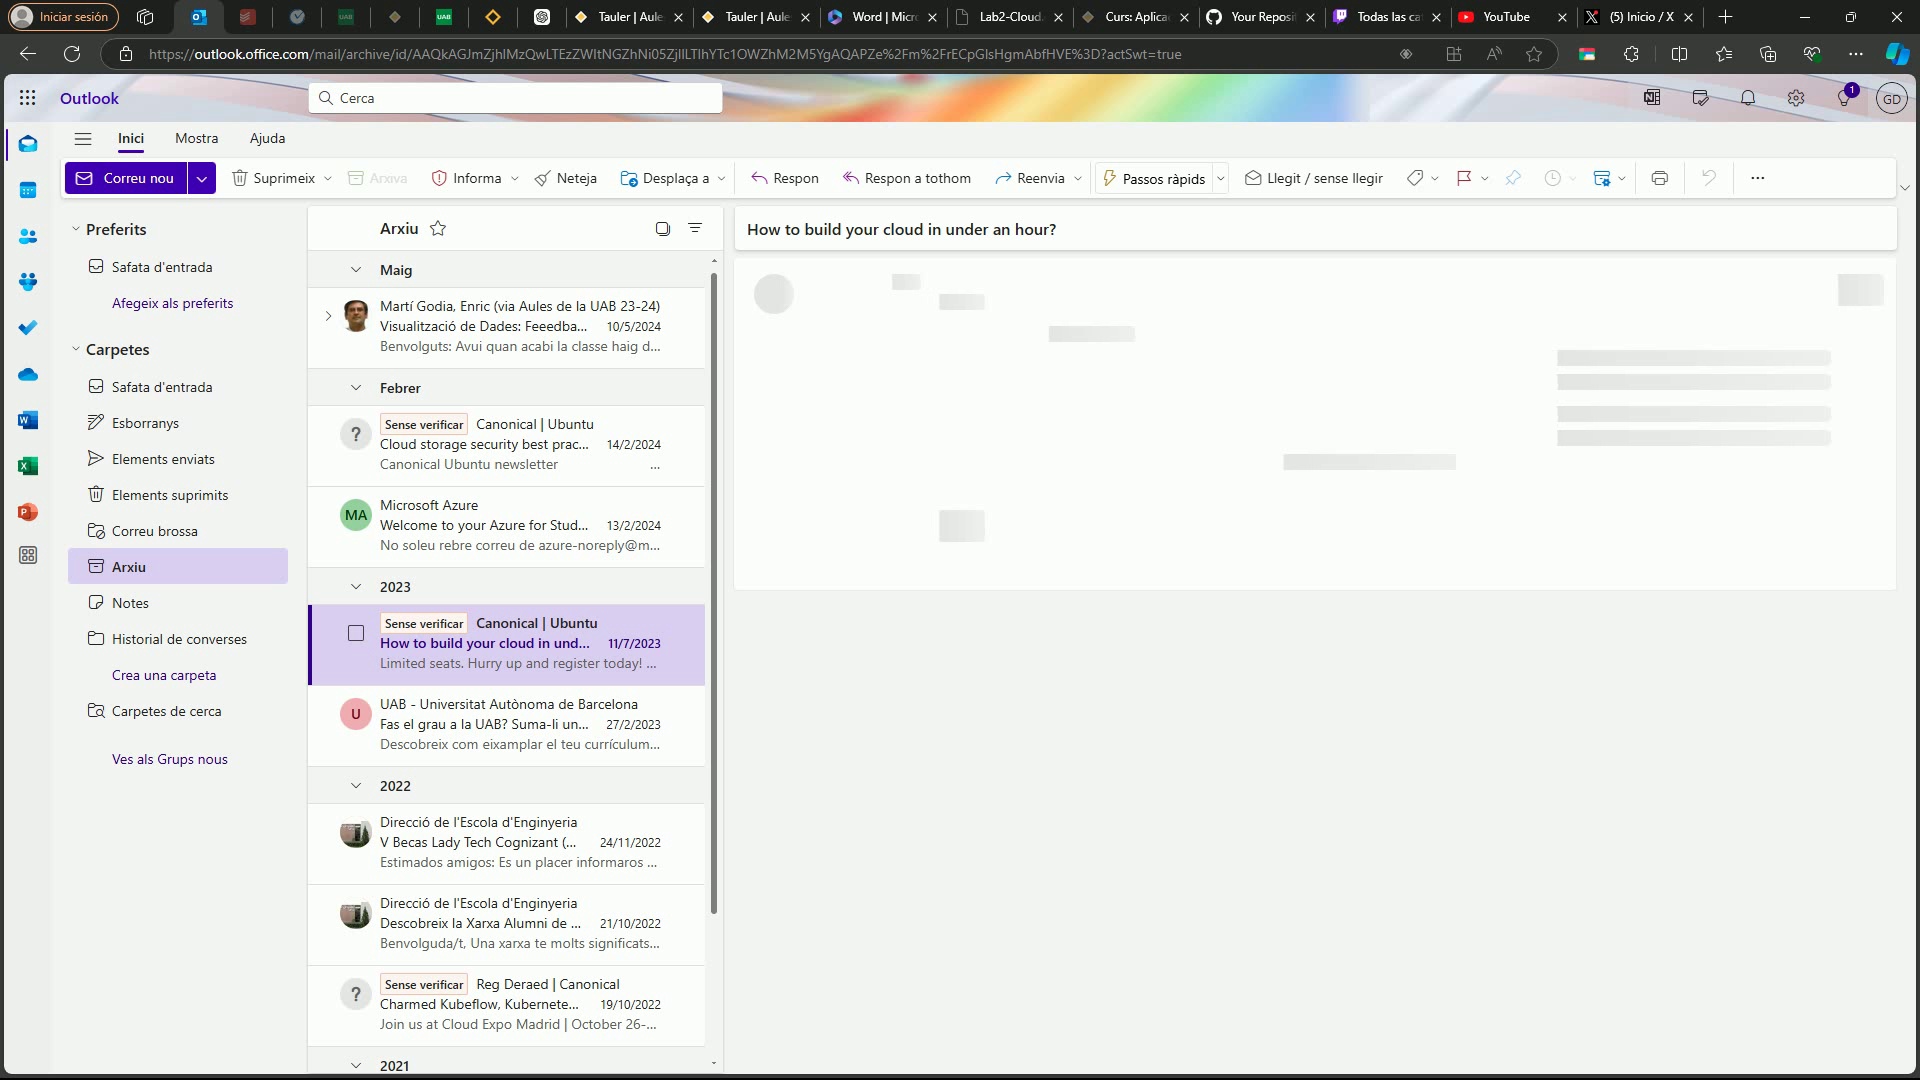 Iniciar sesión
Tauler | Aule
Tauler | Aule
Word | Micr
Lab2-Cloud.
Curs: Aplica
Your Reposit
Todas las ca
YouTube
(5) Inicio / X
https://outlook.office.com/mail/archive/id/AAQkAGJmZjhlMzQwLTEzZWItNGZhNi05ZjllLTlhYTc1OWZhM2M5YgAQAPZe%2Fm%2FrECpGlsHgmAbfHVE%3D?actSwt=true
Outlook
Cerca
1
GD
Inici
Mostra
Ajuda
Correu nou
Suprimeix
Arxiva
Informa
Neteja
Desplaça a
Respon
Respon a tothom
Reenvia
Passos ràpids
Llegit / sense llegir
Preferits
Safata d'entrada
Afegeix als preferits
Carpetes
Safata d'entrada
Esborranys
Elements enviats
Elements suprimits
Correu brossa
Arxiu
Notes
Historial de converses
Crea una carpeta
Carpetes de cerca
Ves als Grups nous
Arxiu
Maig
Martí Godia, Enric (via Aules de la UAB 23-24)
Visualització de Dades: Feeedba... 10/5/2024
Benvolguts: Avui quan acabi la classe haig d...
Febrer
? Sense verificar Canonical | Ubuntu
Cloud storage security best prac... 14/2/2024
Canonical Ubuntu newsletter ...
MA Microsoft Azure
Welcome to your Azure for Stud... 13/2/2024
No soleu rebre correu de azure-noreply@m...
2023
Sense verificar Canonical | Ubuntu
How to build your cloud in und... 11/7/2023
Limited seats. Hurry up and register today! ...
U UAB - Universitat Autònoma de Barcelona
Fas el grau a la UAB? Suma-li un... 27/2/2023
Descobreix com eixamplar el teu currículum...
2022
Direcció de l'Escola d'Enginyeria
V Becas Lady Tech Cognizant (... 24/11/2022
Estimados amigos: Es un placer informaros ...
Direcció de l'Escola d'Enginyeria
Descobreix la Xarxa Alumni de ... 21/10/2022
Benvolguda/t, Una xarxa te molts significats...
? Sense verificar Reg Deraed | Canonical
Charmed Kubeflow, Kubernete... 19/10/2022
Join us at Cloud Expo Madrid | October 26-...
2021
How to build your cloud in under an hour?